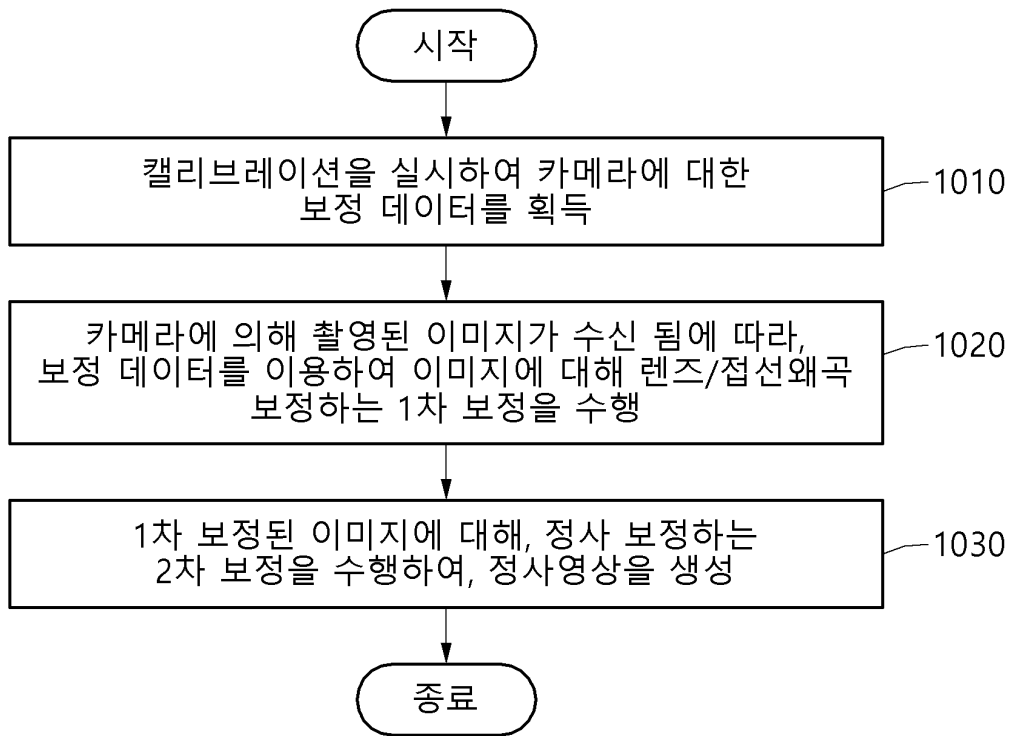 시작
캘리브레이션을 실시하여 카메라에 대한
보정 데이터를 획득
1010
카메라에 의해 촬영된 이미지가 수신 됨에 따라,
보정 데이터를 이용하여 이미지에 대해 렌즈/접선왜곡
보정하는 1차 보정을 수행
1020
1차 보정된 이미지에 대해, 정사 보정하는
2차 보정을 수행하여, 정사영상을 생성
1030
종료